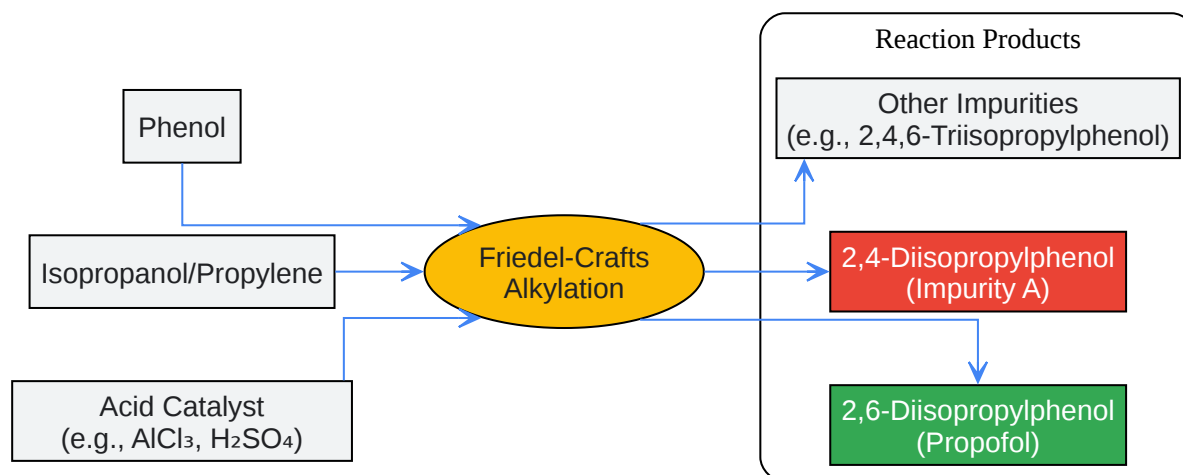 Reaction Products
Phenol
Other Impurities
(e.g., 2,4,6-Triisopropylphenol)
Isopropanol/Propylene
Friedel-Crafts
Alkylation
2,4-Diisopropylphenol
(Impurity A)
Acid Catalyst
(e.g., AlCl₃, H₂SO₄)
2,6-Diisopropylphenol
(Propofol)